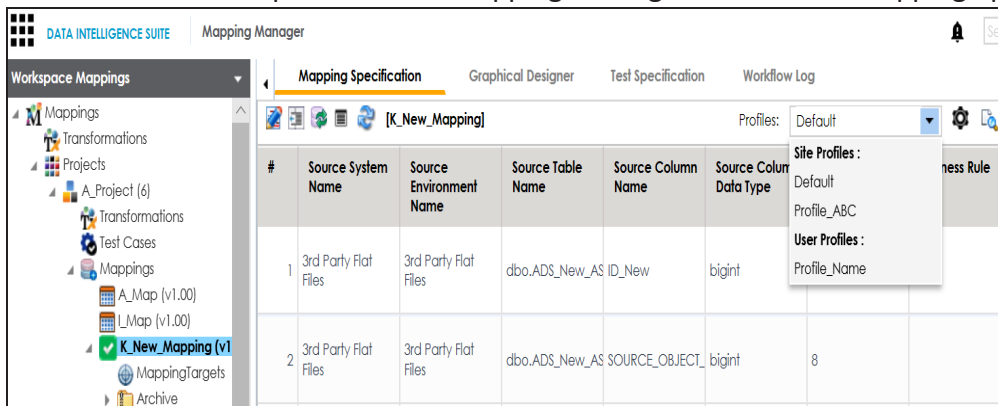 DATA INTELLIGENCE SUITE Mapping Manager
Workspace Mappings
Mappings
Transformations
Projects
A_Project (6)
Transformations
Test Cases
Mappings
A_Map (v1.00)
I_Map (v1.00)
K_New_Mapping (v1
MappingTargets
Archive
Mapping Specification Graphical Designer Test Specification Workflow Log
[K_New_Mapping] Profiles: Default
Site Profiles :
Default
Profile_ABC
User Profiles :
Profile_Name
# Source System Source Source Table Source Column Source Colum ness Rule
Name Environment Name Name Data Type
Name
1 3rd Party Flat 3rd Party Flat dbo.ADS_New_AS ID_New bigint
Files Files
2 3rd Party Flat 3rd Party Flat dbo.ADS_New_AS SOURCE_OBJECT_ bigint 8
Files Files